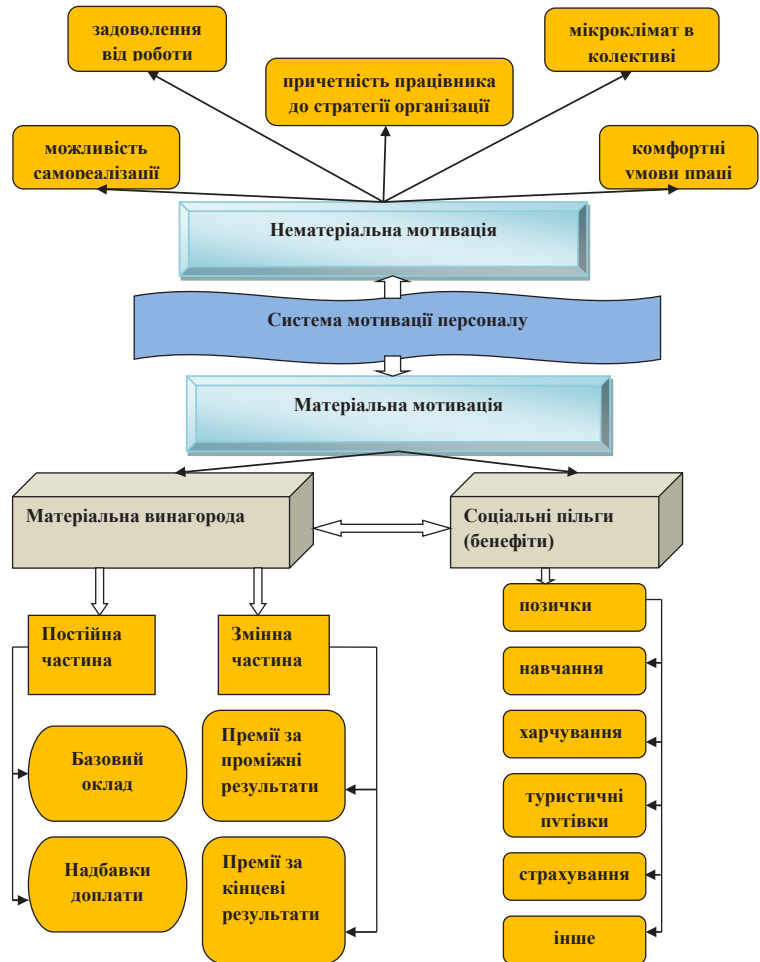 задоволення
від роботи
мікроклімат в
колективі
причетність працівника
до стратегії організації
можливість
самореалізації
комфортні
умови праці
Нематеріальна мотивація
Система мотивації персоналу
Матеріальна мотивація
Матеріальна винагорода
Соціальні пільги
(бенефіти)
Постійна
частина
Змінна
частина
Базовий
оклад
Надбавки
доплати
Премії за
проміжні
результати
Премії за
кінцеві
результати
позички
навчання
харчування
туристичні
путівки
страхування
інше